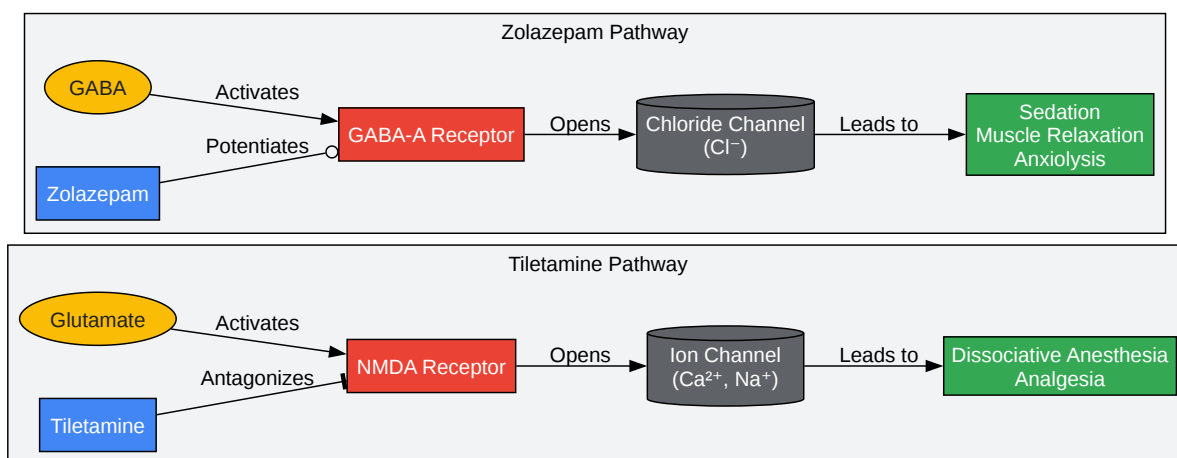 Zolazepam Pathway
GABA
Activates
Potentiates
Zolazepam
GABA-A Receptor
Opens
Chloride Channel
(Cl⁻)
Leads to
Sedation
Muscle Relaxation
Anxiolysis
Tiletamine Pathway
Glutamate
Activates
Antagonizes
Tiletamine
NMDA Receptor
Opens
Ion Channel
(Ca²⁺, Na⁺)
Leads to
Dissociative Anesthesia
Analgesia